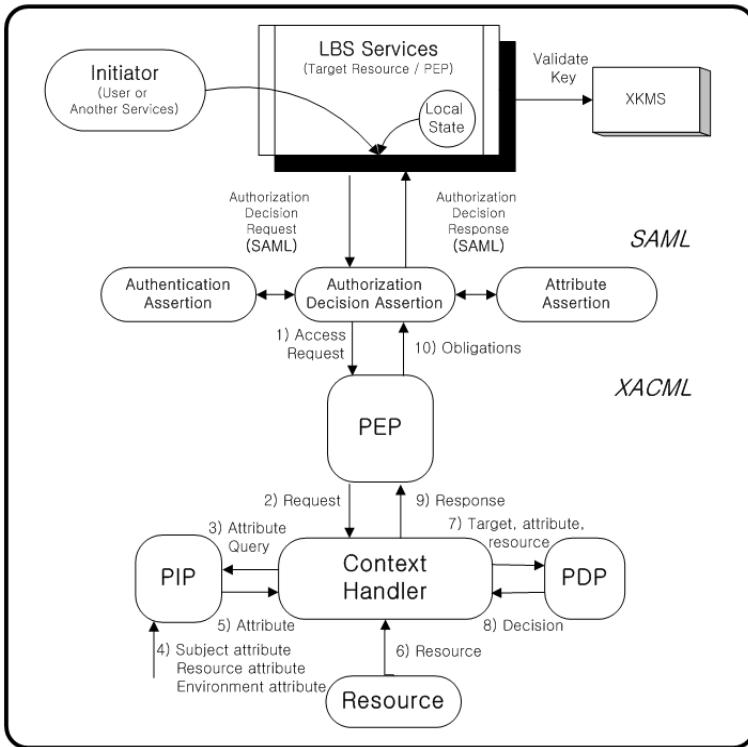 LBS Services
(Target Resource / PEP)
Initiator
(User or
Another Services)
Local
State
Validate
Key
XKMS
Authorization
Decision
Request
(SAML)
Authorization
Decision
Response
(SAML)
SAML
Authentication
Assertion
Authorization
Decision Assertion
Attribute
Assertion
1) Access
Request
10) Obligations
XACML
PEP
2) Request
9) Response
3) Attribute
Query
7) Target, attribute,
resource
PIP
Context
Handler
PDP
5) Attribute
8) Decision
4) Subject attribute
Resource attribute
Environment attribute
6) Resource
Resource